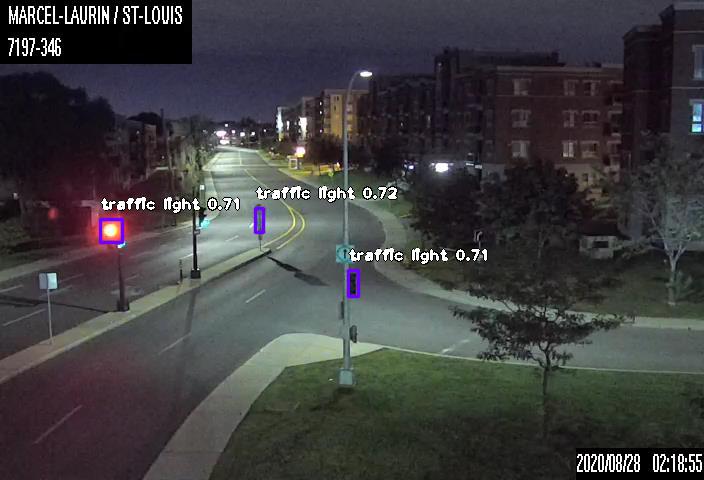 MARCEL-LAURIN / ST-LOUIS
7197-346
traffic light 0.72
traffic light 0.71
traffic light 0.71
2020/08/28 02:18:55